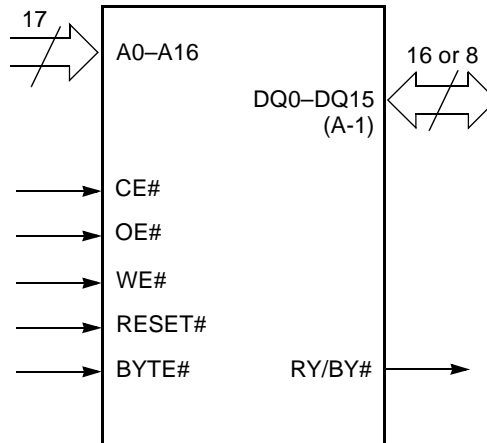 17
A0–A16
16 or 8
DQ0–DQ15
(A-1)
CE#
OE#
WE#
RESET#
BYTE#
RY/BY#